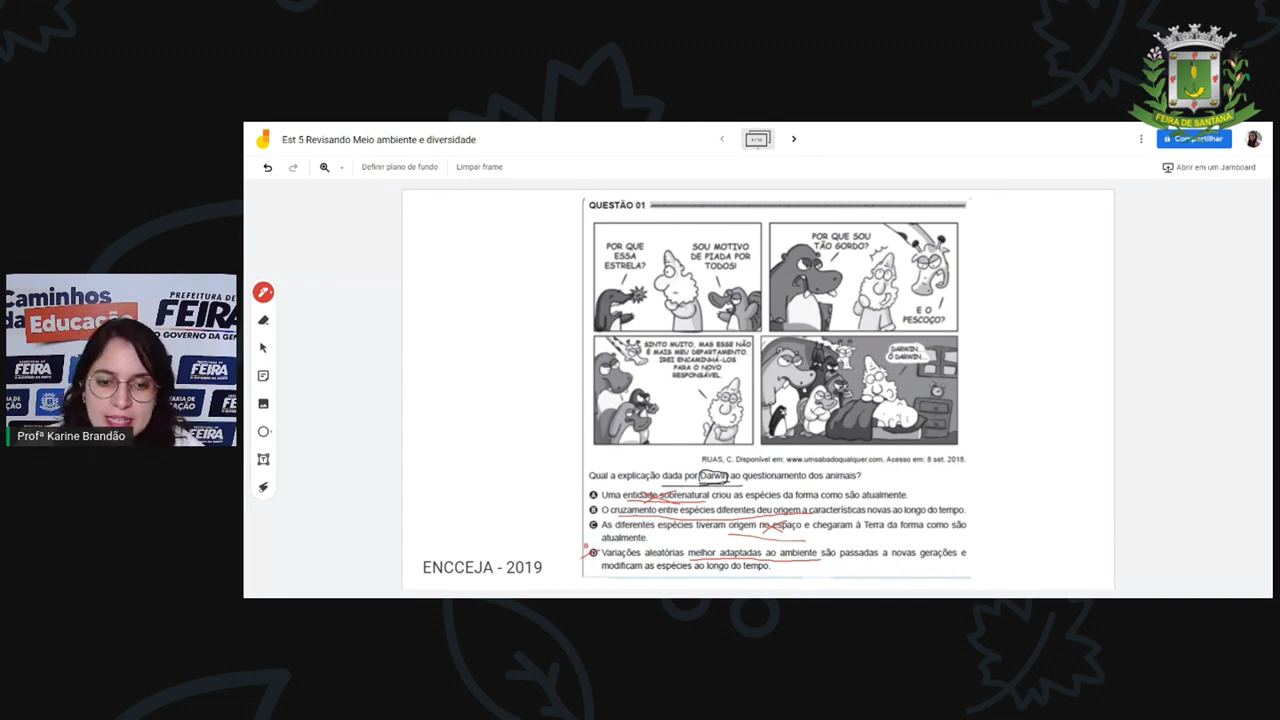 FEIRA DE SANTANA
Est 5 Revisando Meio ambiente e diversidade
Compartilhar
Definir plano de fundo
Limpar frame
Abrir em um Jamboard
QUESTÃO 01
POR QUE
ESSA
ESTRELA?
SOU MOTIVO
DE PIADA POR
TODOS!
POR QUE SOU
TÃO GORDO?
E O
PESCOÇO?
SINTO MUITO, MAS ESSE NÃO
É MAIS MEU DEPARTAMENTO.
IREI ENCAMINHÁ-LOS
PARA O NOVO
RESPONSÁVEL.
DARWIN...
Ô DARWIN...
RUAS, C. Disponível em: www.umsabadoqualquer.com. Acesso em: 8 set. 2018.
Qual a explicação dada por Darwin ao questionamento dos animais?
A Uma entidade sobrenatural criou as espécies da forma como são atualmente.
B O cruzamento entre espécies diferentes deu origem a características novas ao longo do tempo.
C As diferentes espécies tiveram origem no espaço e chegaram à Terra da forma como são
atualmente.
D Variações aleatórias melhor adaptadas ao ambiente são passadas a novas gerações e
modificam as espécies ao longo do tempo.
ENCCEJA - 2019
Caminhos
da Educação
PREFEITURA DE
FEIRA
O GOVERNO DA GEN
FEIRA
FEIRA
FEIRA
Profª Karine Brandão